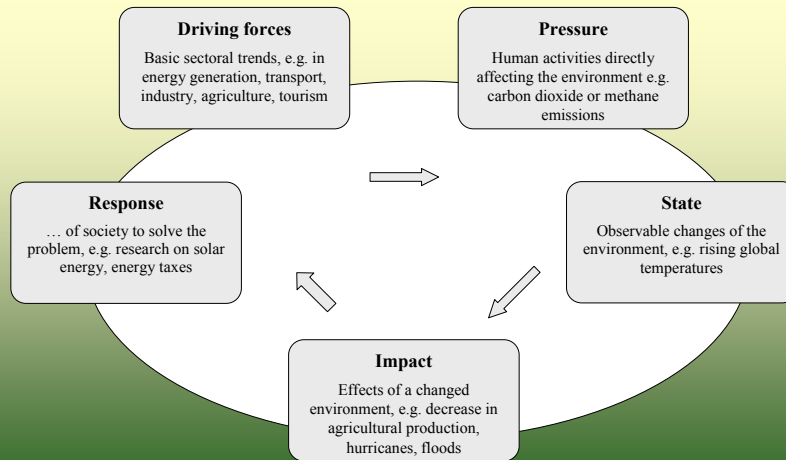 Driving forces
Basic sectoral trends, e.g. in
energy generation, transport,
industry, agriculture, tourism
Pressure
Human activities directly
affecting the environment e.g.
carbon dioxide or methane
emissions
Response
… of society to solve the
problem, e.g. research on solar
energy, energy taxes
State
Observable changes of the
environment, e.g. rising global
temperatures
Impact
Effects of a changed
environment, e.g. decrease in
agricultural production,
hurricanes, floods